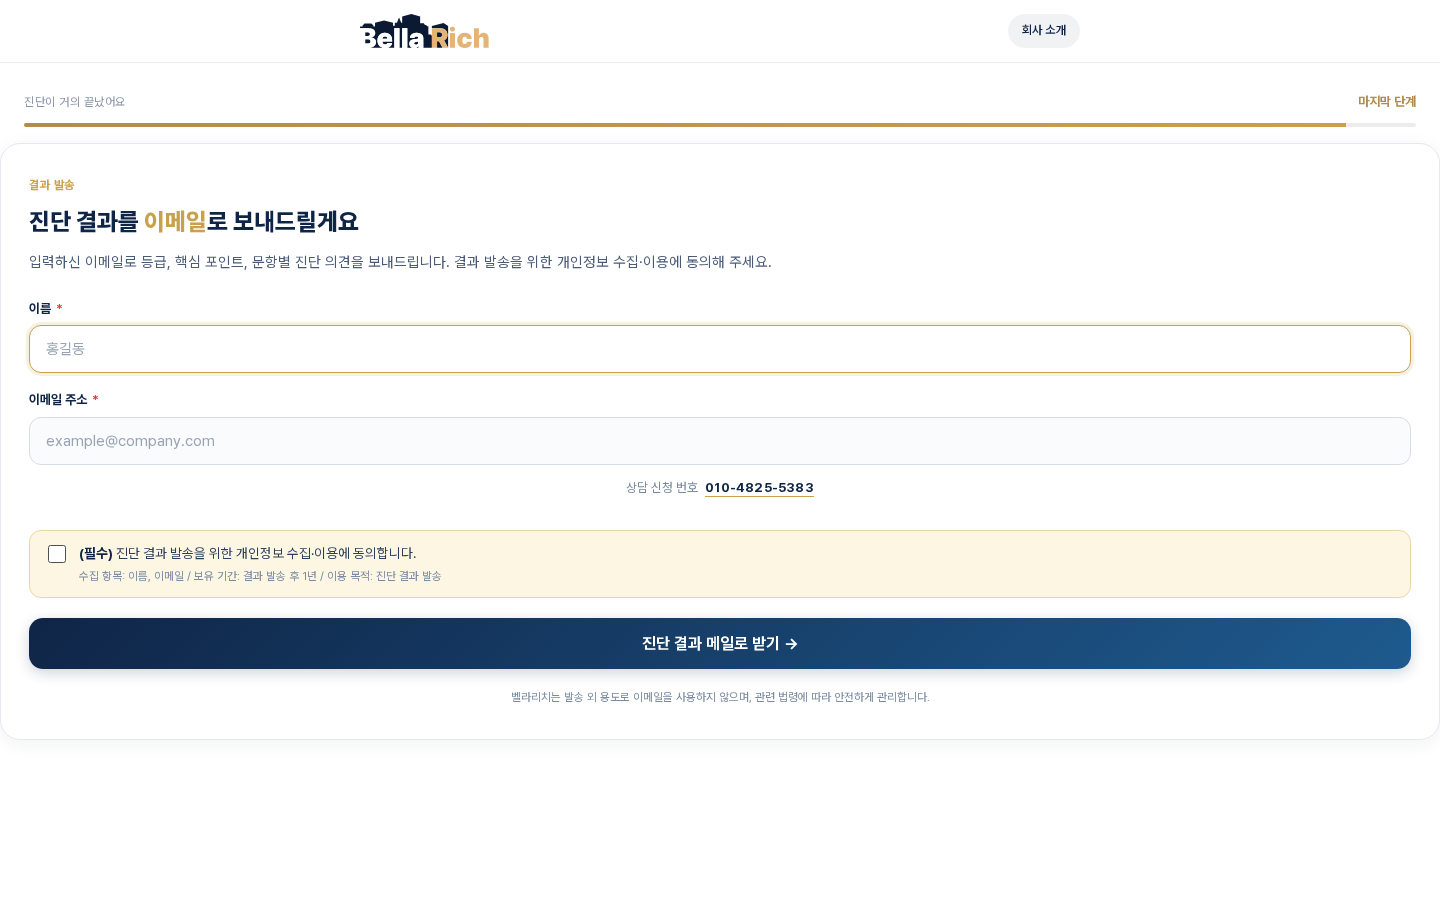 Bella Rich
회사 소개
진단이 거의 끝났어요
마지막 단계
결과 발송
진단 결과를 이메일로 보내드릴게요
입력하신 이메일로 등급, 핵심 포인트, 문항별 진단 의견을 보내드립니다. 결과 발송을 위한 개인정보 수집·이용에 동의해 주세요.
이름 *
홍길동
이메일 주소 *
example@company.com
상담 신청 번호 010-4825-5383
(필수) 진단 결과 발송을 위한 개인정보 수집·이용에 동의합니다.
수집 항목: 이름, 이메일 / 보유 기간: 결과 발송 후 1년 / 이용 목적: 진단 결과 발송
진단 결과 메일로 받기 →
벨라리치는 발송 외 용도로 이메일을 사용하지 않으며, 관련 법령에 따라 안전하게 관리합니다.